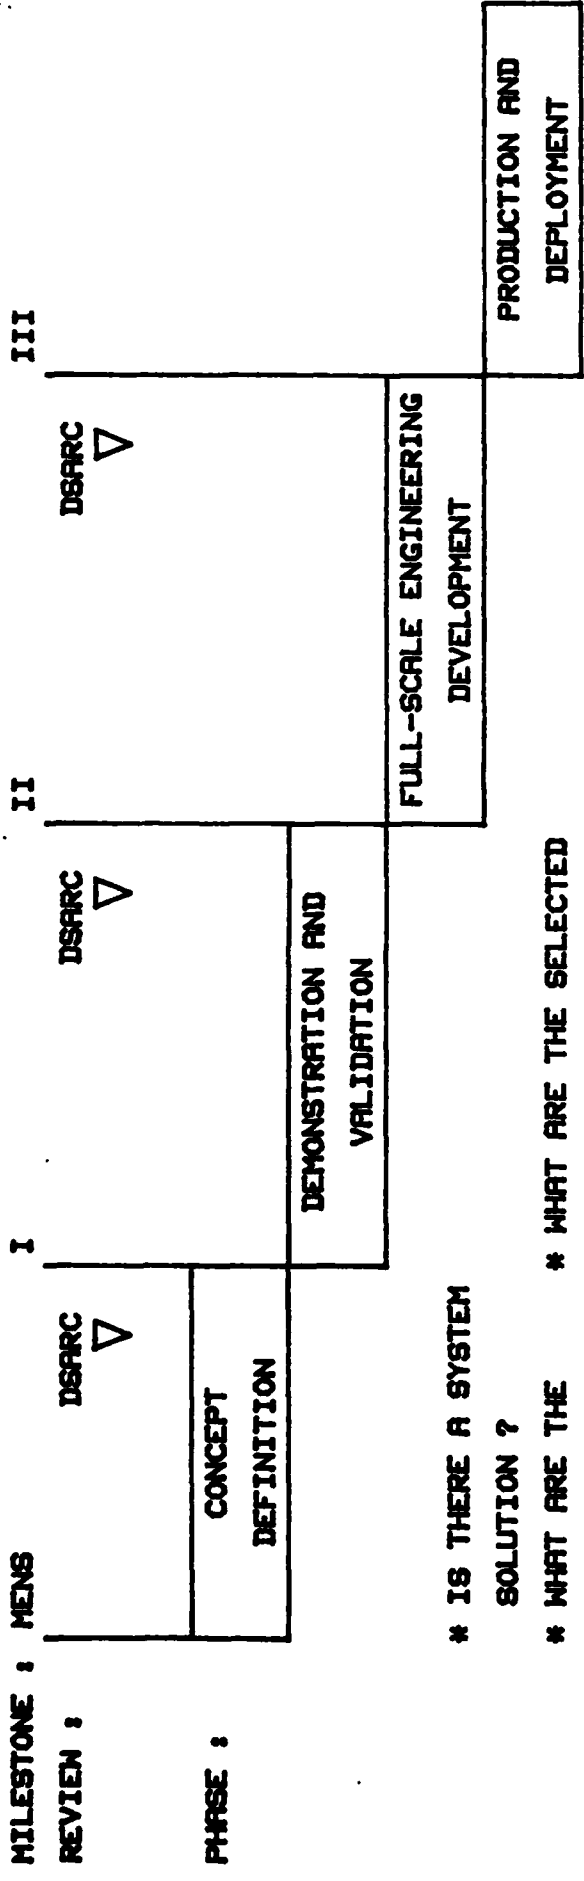 MILESTONE : MENS I II III
REVIEW : DSARC DSARC DSARC
PHASE : CONCEPT
DEFINITION
DEMONSTRATION AND
VALIDATION
FULL-SCALE ENGINEERING
DEVELOPMENT
PRODUCTION AND
DEPLOYMENT
* IS THERE A SYSTEM
SOLUTION ?
* WHAT ARE THE
* WHAT ARE THE SELECTED